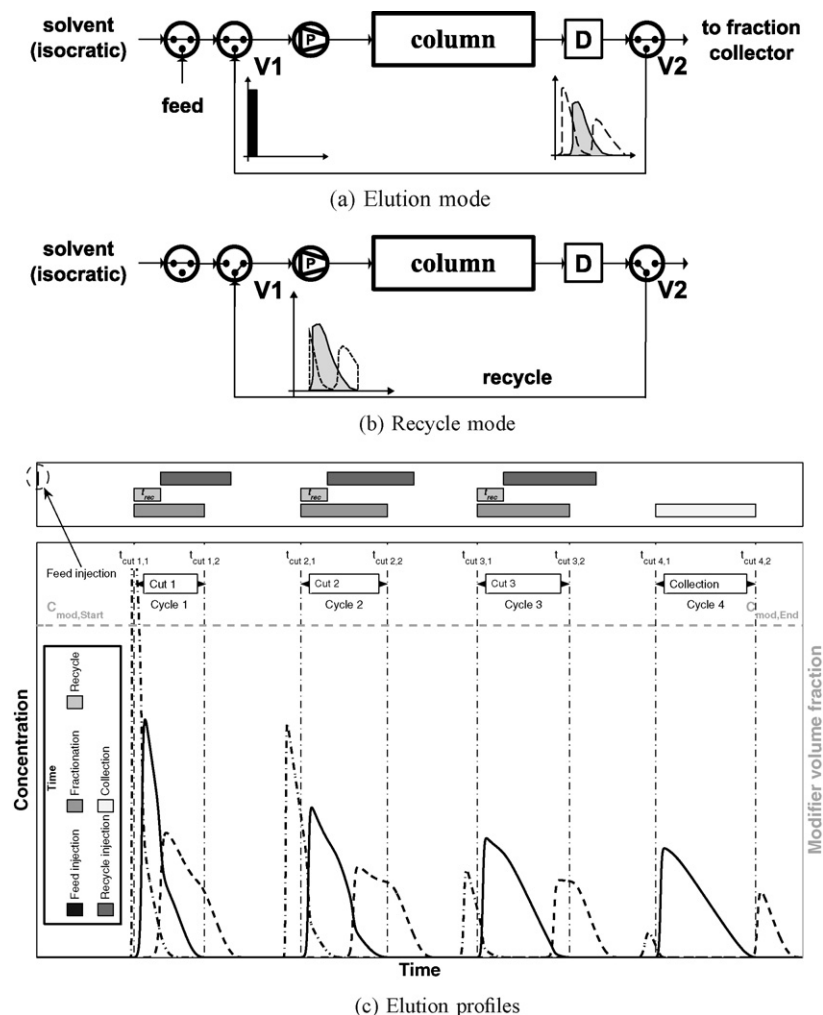 solvent
(isocratic)
feed
V1
P
column
D
V2
to fraction
collector
(a) Elution mode
solvent
(isocratic)
V1
P
column
D
V2
recycle
(b) Recycle mode
t_rec
t_rec
t_rec
Feed injection
t_cut 1,1
t_cut 1,2
t_cut 2,1
t_cut 2,2
t_cut 3,1
t_cut 3,2
t_cut 4,1
t_cut 4,2
Cut 1
Cut 2
Cut 3
Collection
C_mod,Start
Cycle 1
Cycle 2
Cycle 3
Cycle 4
C_mod,End
Concentration
Time
Feed injection
Fractionation
Recycle
Recycle injection
Collection
Modifier volume fraction
Time
(c) Elution profiles